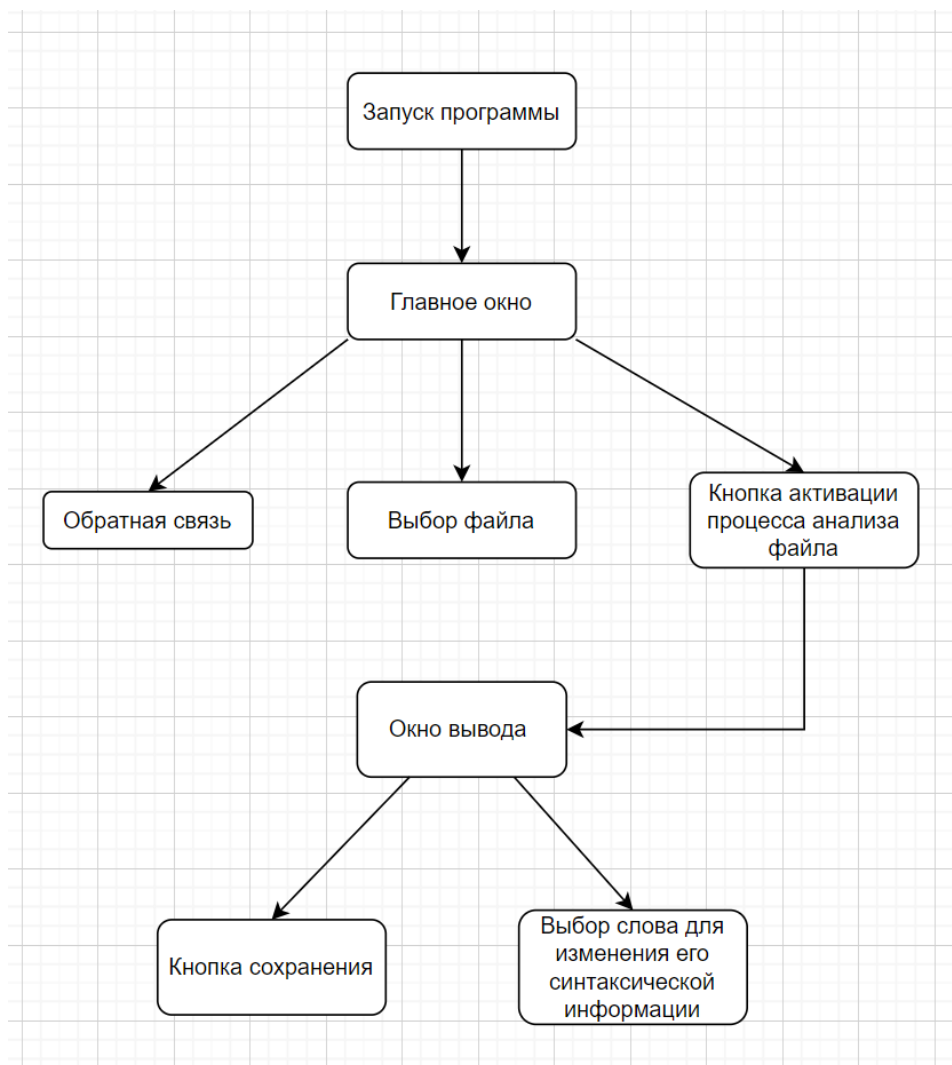 Запуск программы
Главное окно
Обратная связь
Выбор файла
Кнопка активации
процесса анализа
файла
Окно вывода
Кнопка сохранения
Выбор слова для
изменения его
синтаксической
информации